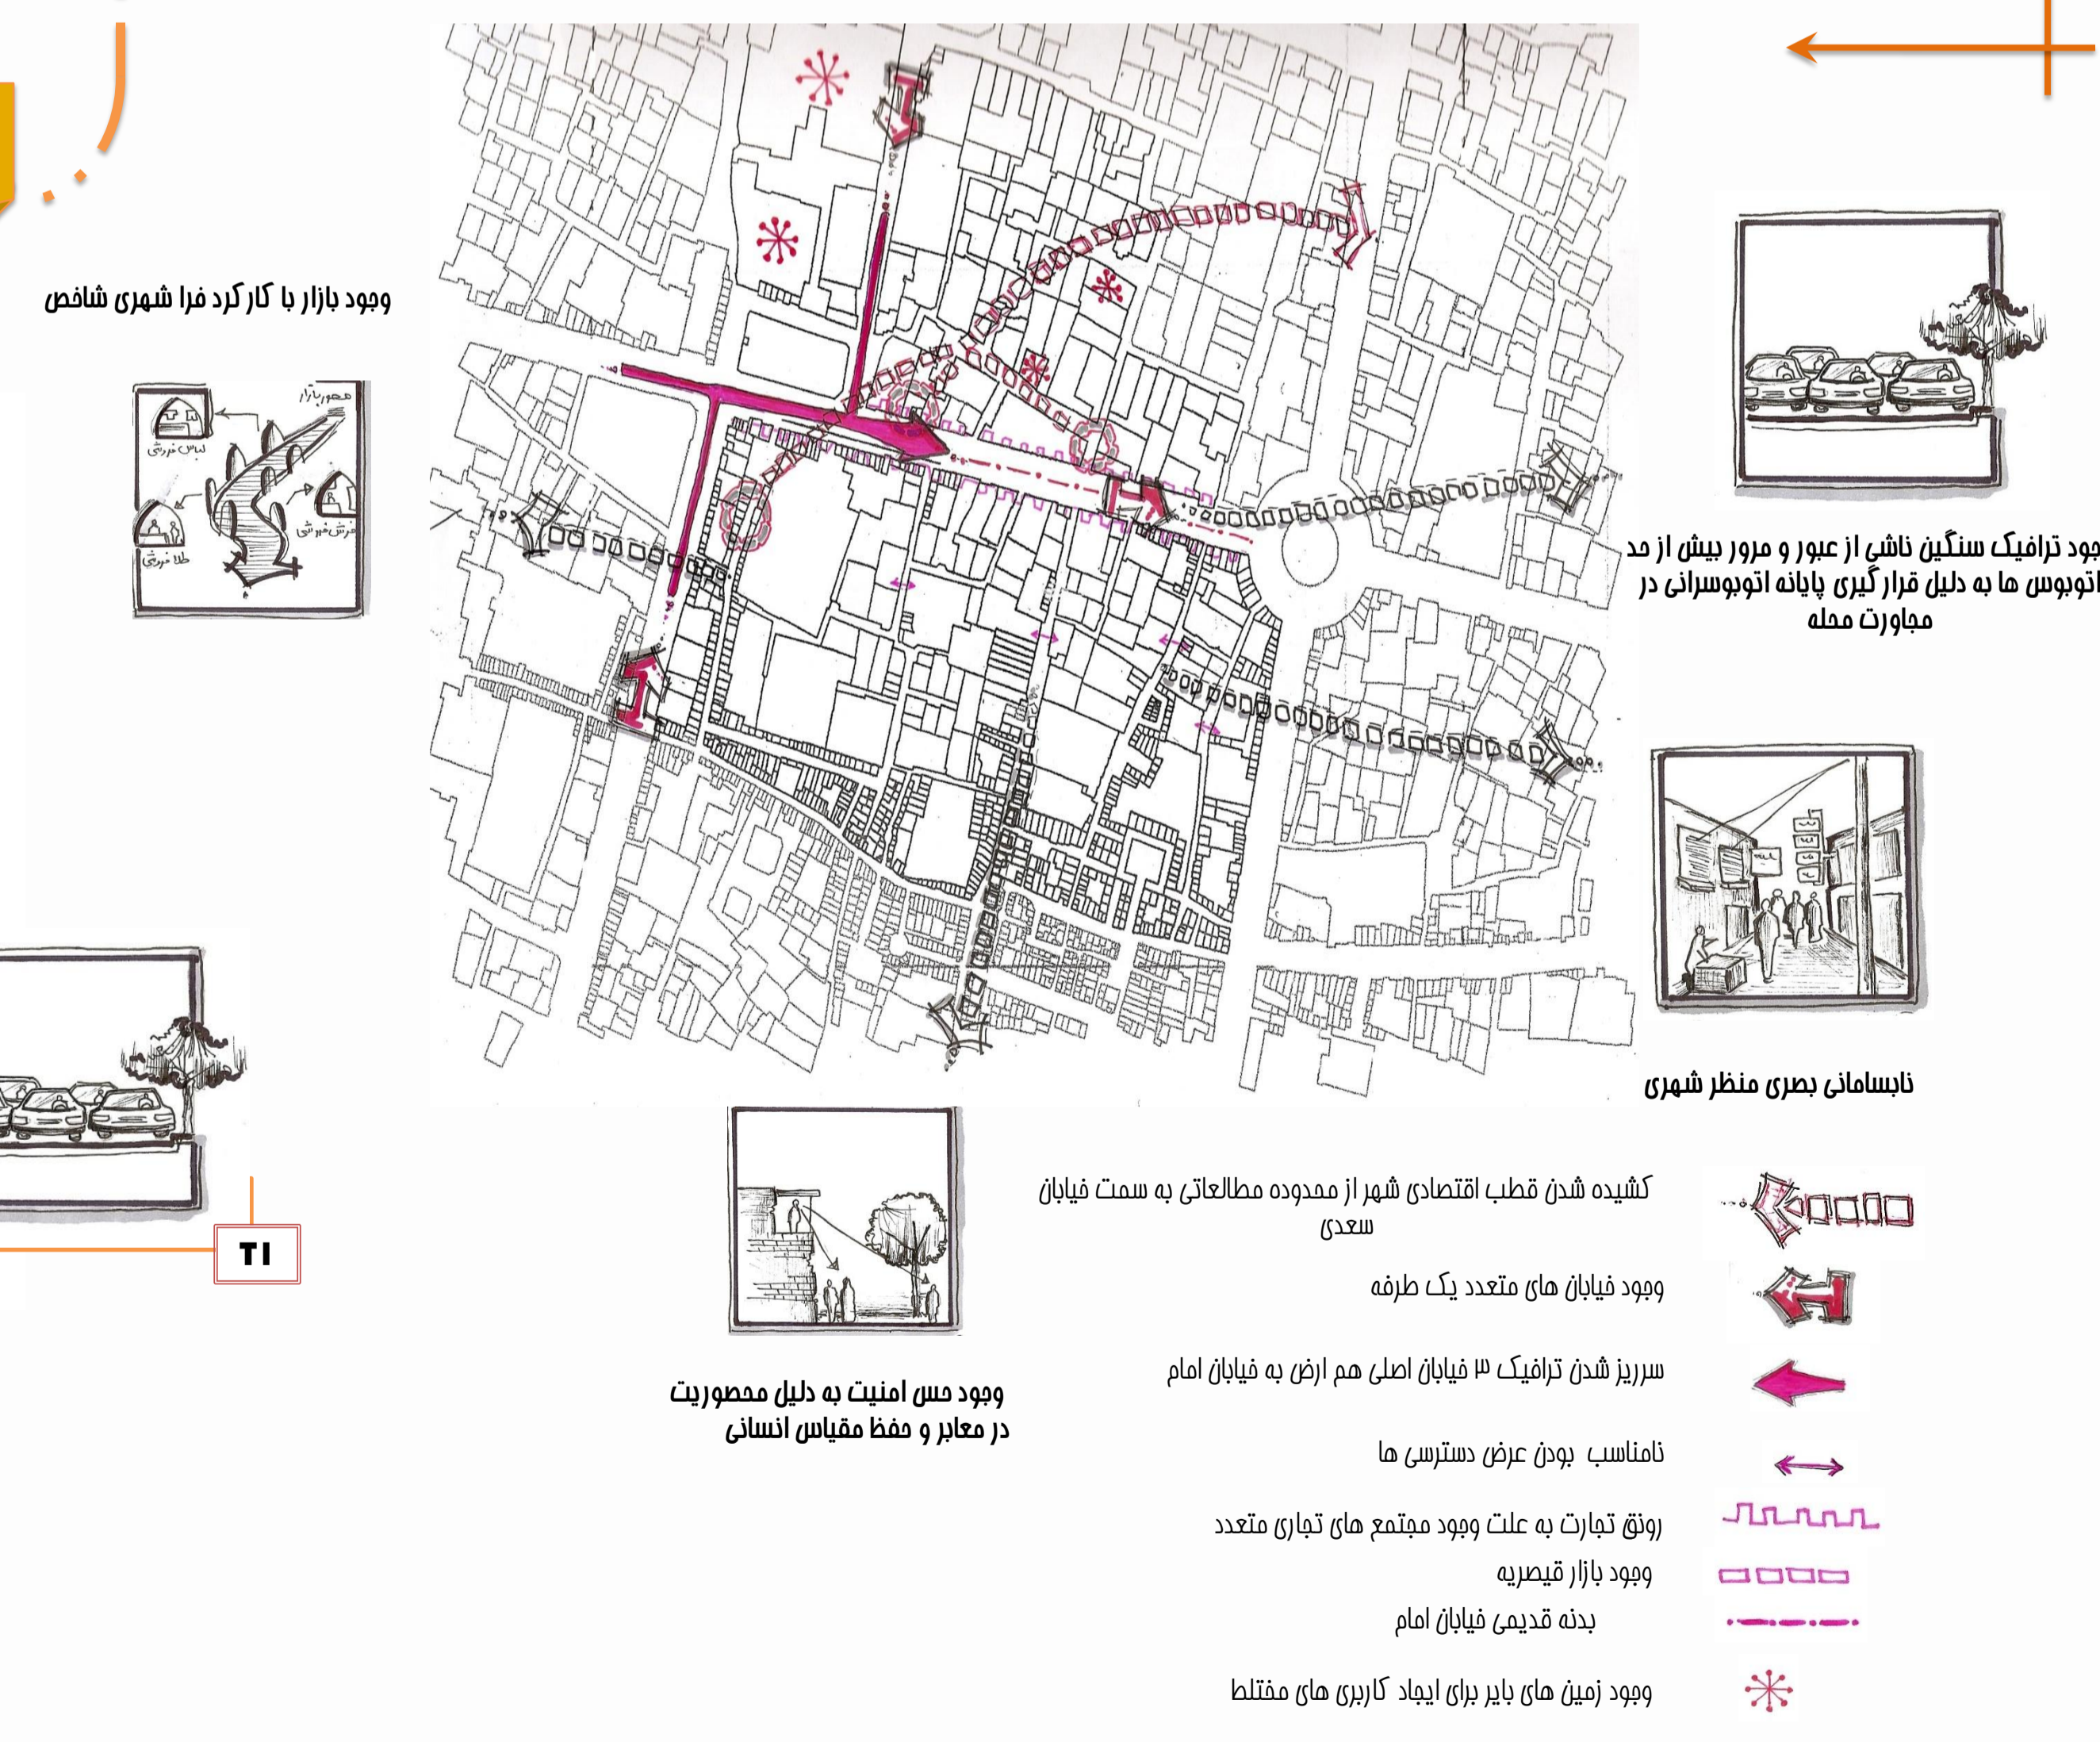 وجود بازار با کارکرد فرا شهری شاخص
محور بازار
لباس فروشی
فرش فروشی
طلا فروشی
جود ترافیک سنگین ناشی از عبور و مرور بیش از حد
اتوبوس ها به دلیل قرار گیری پایانه اتوبوسرانی در
مجاورت محله
نابسامانی بصری منظر شهری
T1
وجود حس امنیت به دلیل محصوریت
در معابر و حفظ مقیاس انسانی
کشیده شدن قطب اقتصادی شهر از محدوده مطالعاتی به سمت خیابان
سعدی
وجود خیابان های متعدد یک طرفه
سرریز شدن ترافیک ۳ خیابان اصلی هم ارض به خیابان امام
نامناسب بودن عرض دسترسی ها
رونق تجارت به علت وجود مجتمع های تجاری متعدد
وجود بازار قیصریه
بدنه قدیمی خیابان امام
وجود زمین های بایر برای ایجاد کاربری های مختلط